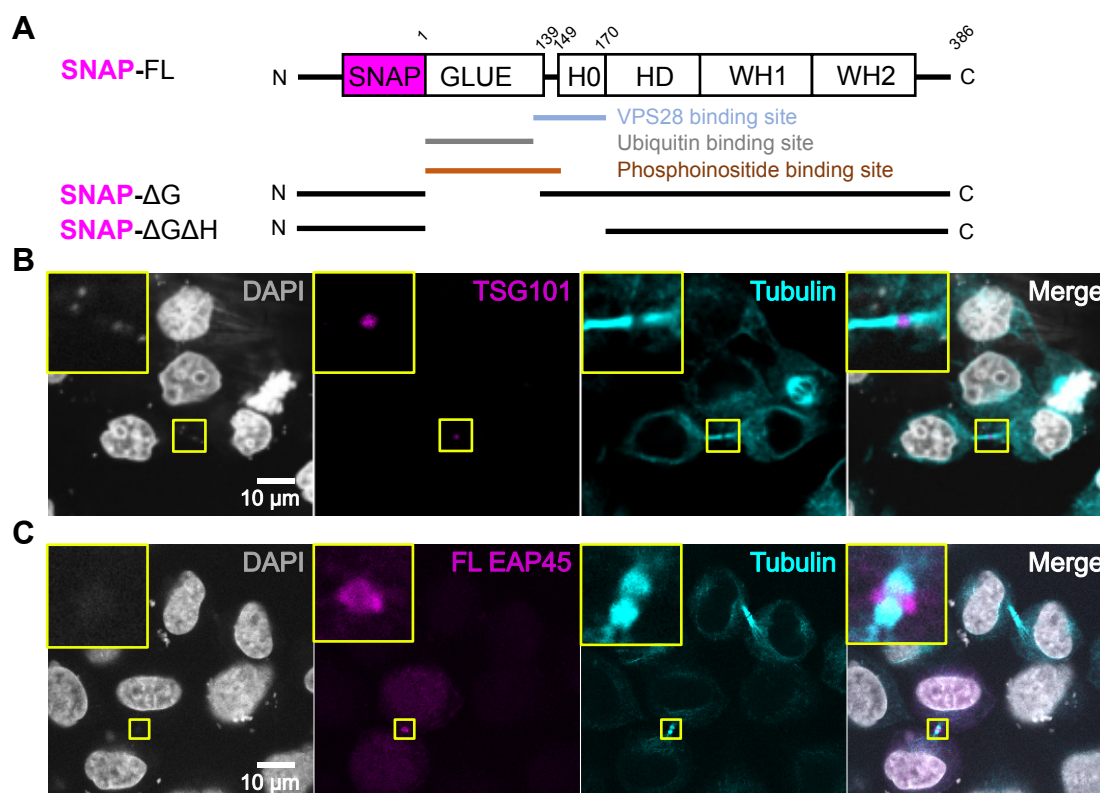 A
1 139 149 170 386
SNAP-FL N SNAP GLUE H0 HD WH1 WH2 C
VPS28 binding site
Ubiquitin binding site
Phosphoinositide binding site
SNAP-ΔG N C
SNAP-ΔGΔH N C
B
DAPI TSG101 Tubulin Merge
10 µm
C
DAPI FL EAP45 Tubulin Merge
10 µm